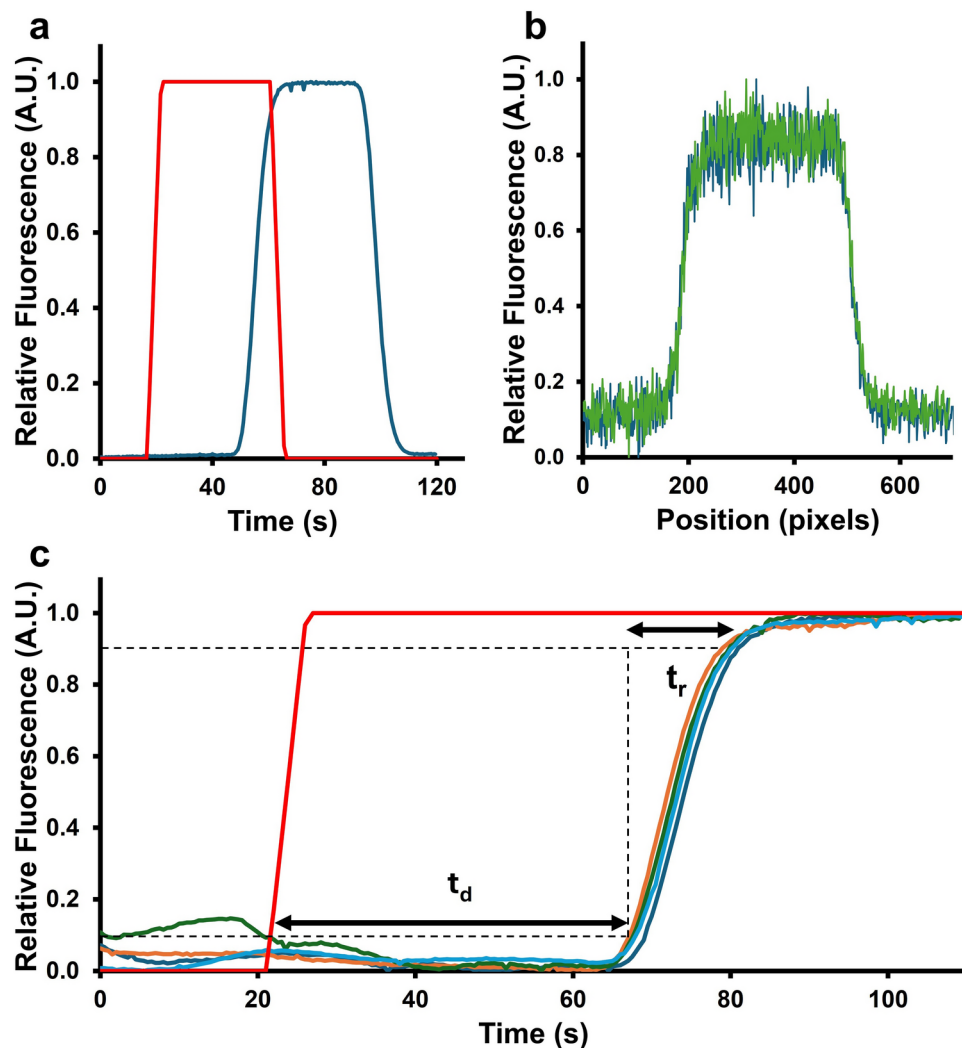 a
Relative Fluorescence (A.U.)
1.0
0.8
0.6
0.4
0.2
0.0
0 40 80 120
Time (s)
b
Relative Fluorescence (A.U.)
1.0
0.8
0.6
0.4
0.2
0.0
0 200 400 600
Position (pixels)
c
Relative Fluorescence (A.U.)
1.0
0.8
0.6
0.4
0.2
0.0
tr
td
0 20 40 60 80 100
Time (s)